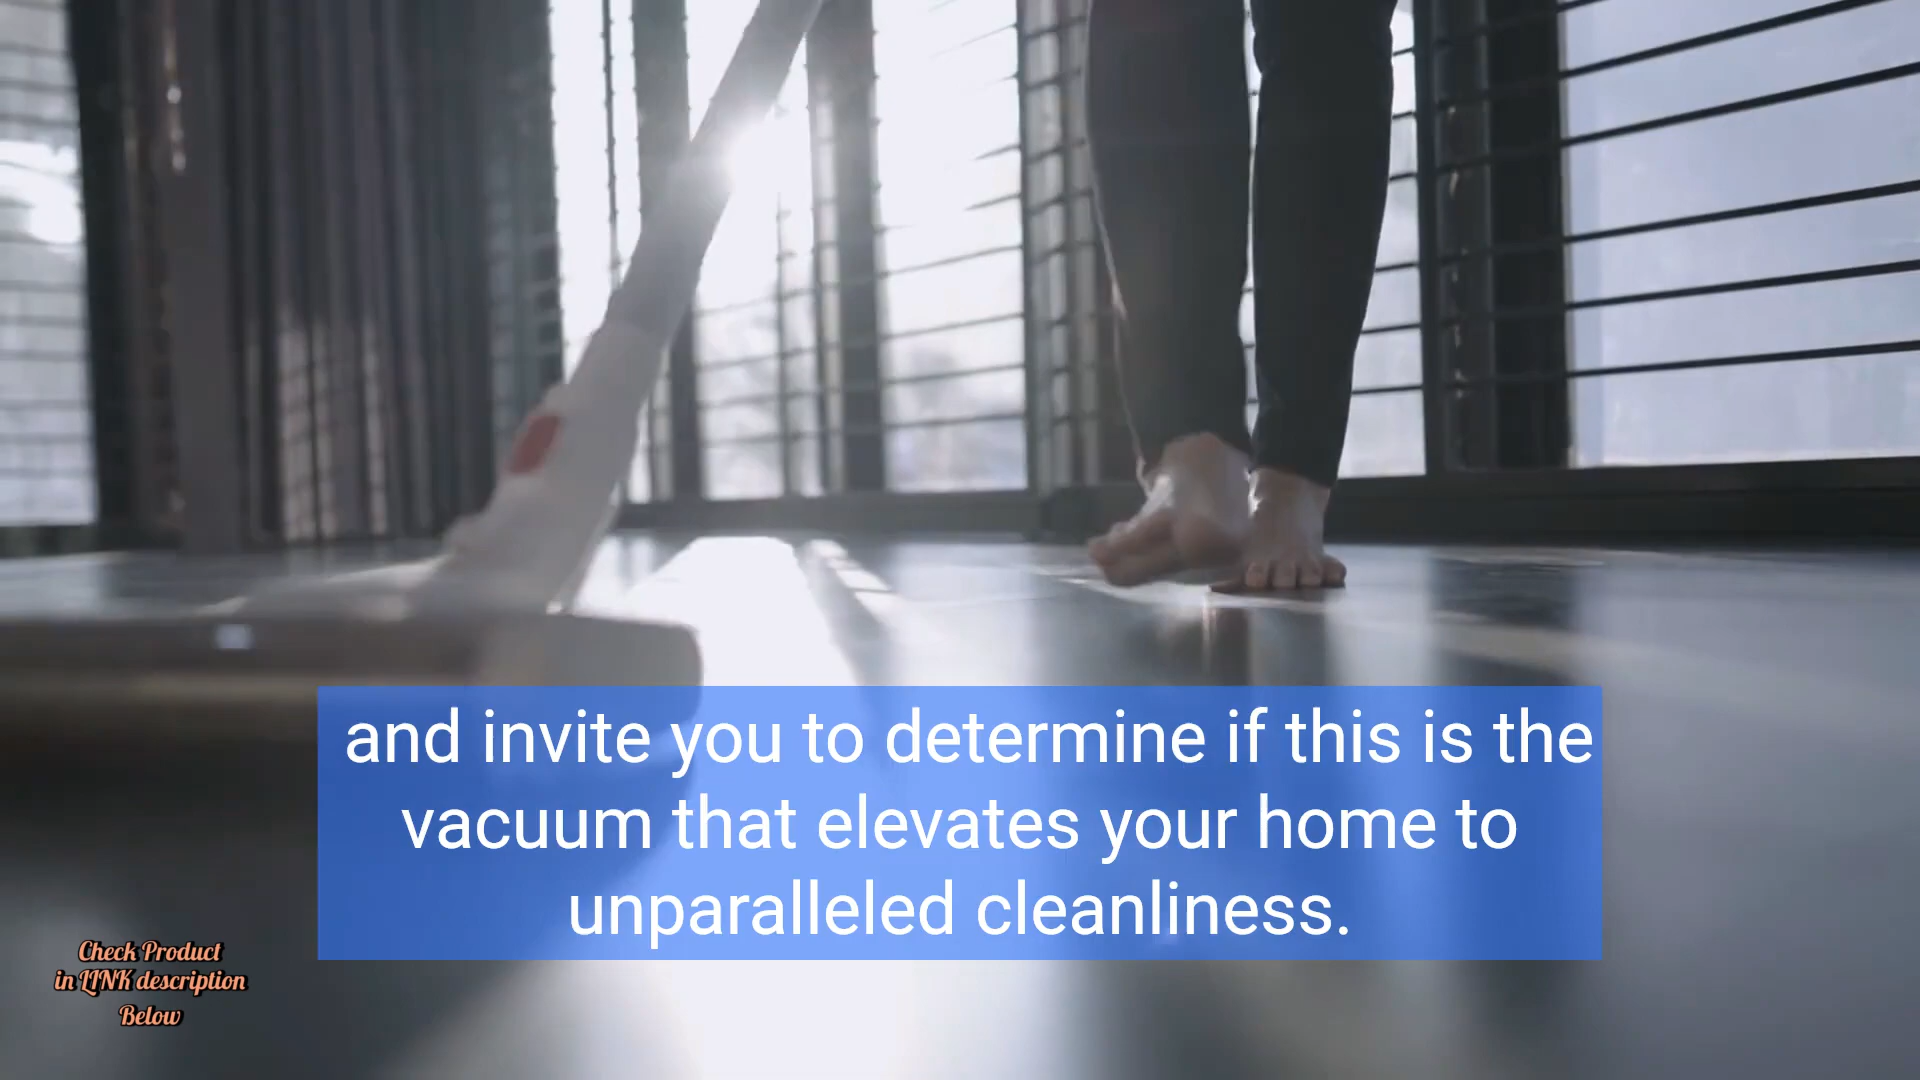 and invite you to determine if this is the
vacuum that elevates your home to
unparalleled cleanliness.
Check Product
in LINK description
Below